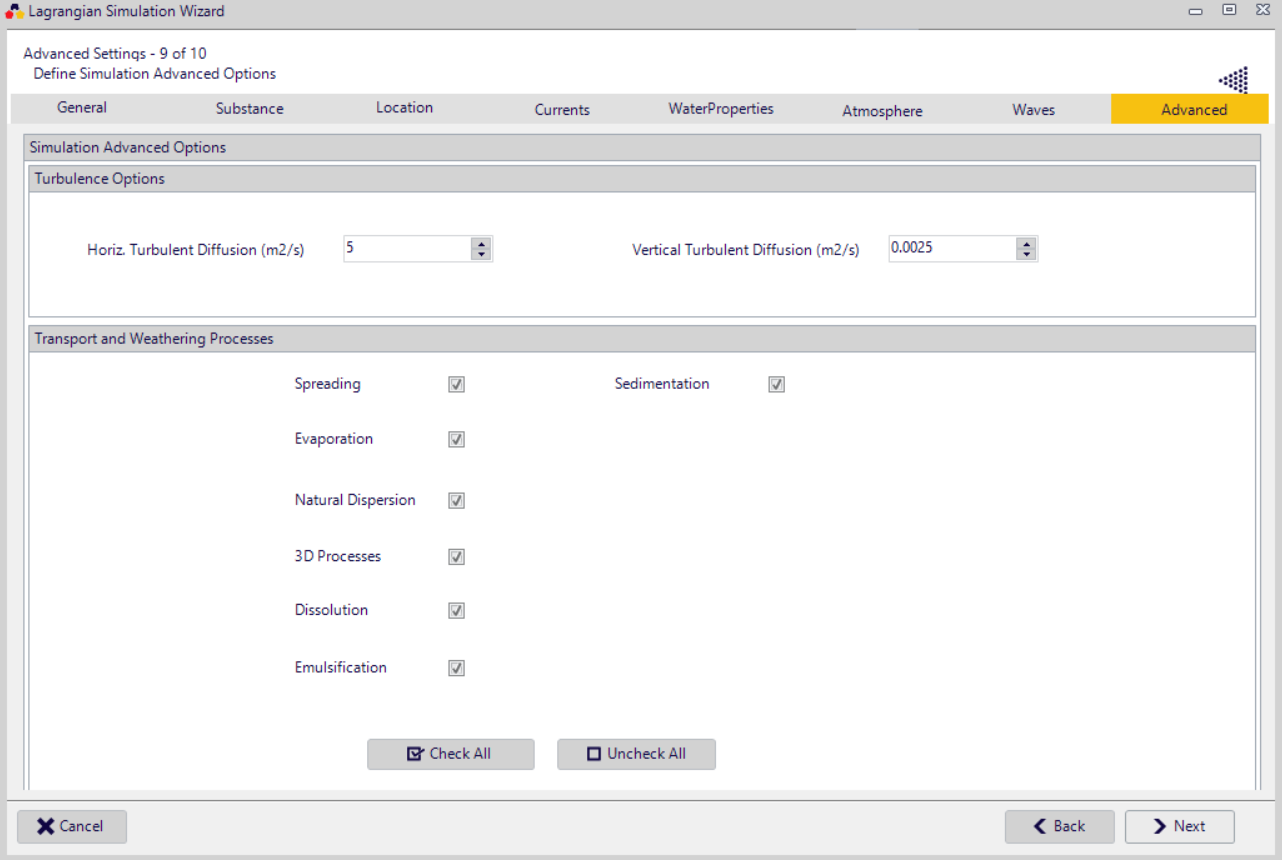 Lagrangian Simulation Wizard
Advanced Settings - 9 of 10
Define Simulation Advanced Options
General Substance Location Currents WaterProperties Atmosphere Waves Advanced
Simulation Advanced Options
Turbulence Options
Horiz. Turbulent Diffusion (m2/s) 5 Vertical Turbulent Diffusion (m2/s) 0.0025
Transport and Weathering Processes
Spreading Sedimentation
Evaporation
Natural Dispersion
3D Processes
Dissolution
Emulsification
Check All Uncheck All
Cancel Back Next